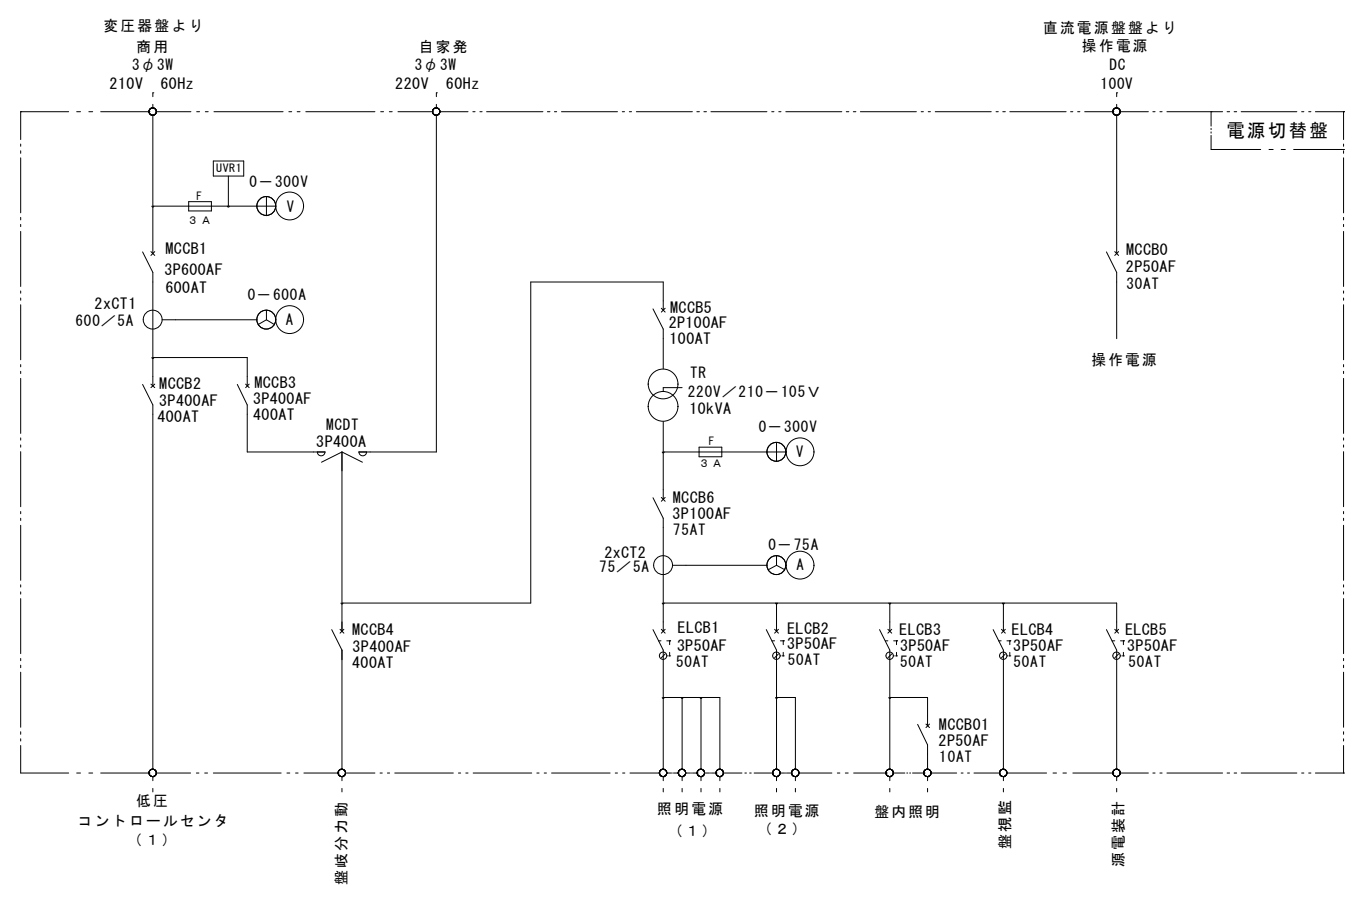 変圧器盤より
商用
3φ3W
210V 60Hz
自家発
3φ3W
220V 60Hz
直流電源盤盤より
操作電源
DC
100V
電源切替盤
UVR1
0－300V
F
V
3 A
MCCB1
3P600AF
600AT
2xCT1
600／5A
0－600A
A
MCCB2
3P400AF
400AT
MCCB3
3P400AF
400AT
MCDT
3P400A
MCCB0
2P50AF
30AT
操作電源
MCCB5
2P100AF
100AT
TR
220V／210－105V
10kVA
0－300V
F
V
3 A
MCCB6
3P100AF
75AT
2xCT2
75／5A
0－75A
A
MCCB4
3P400AF
400AT
ELCB1
3P50AF
50AT
ELCB2
3P50AF
50AT
ELCB3
3P50AF
50AT
ELCB4
3P50AF
50AT
ELCB5
3P50AF
50AT
MCCB01
2P50AF
10AT
低圧
コントロールセンタ
（1）
盤岐分力動
照明電源
（1）
照明電源
（2）
盤内照明
盤視監
源電装計